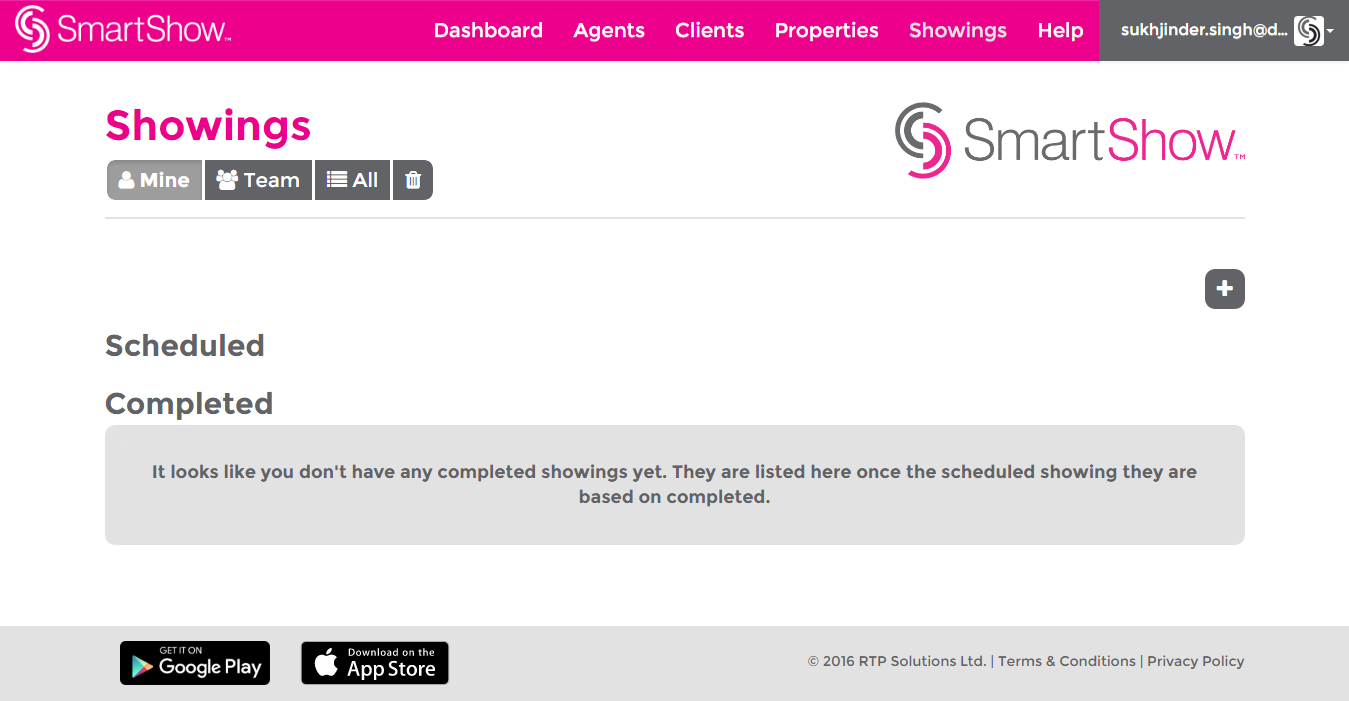 SmartShow™
Dashboard Agents Clients Properties Showings Help sukhjinder.singh@d...
Showings
SmartShow™
Mine Team All
Scheduled
Completed
It looks like you don't have any completed showings yet. They are listed here once the scheduled showing they are
based on completed.
GET IT ON
Google Play
Download on the
App Store
© 2016 RTP Solutions Ltd. | Terms & Conditions | Privacy Policy